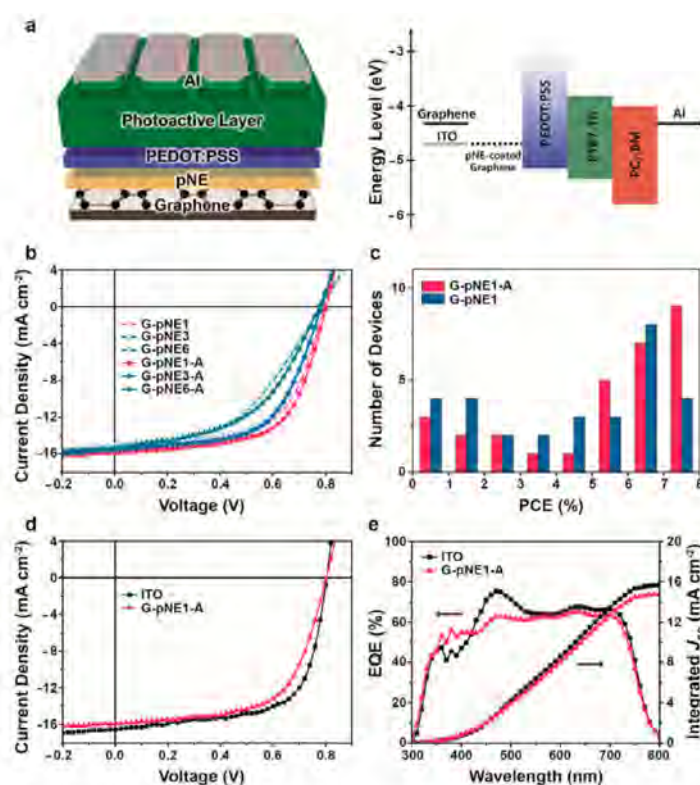 a
Al
Photoactive Layer
PEDOT:PSS
pNE
Graphene
Energy Level (eV)
-3
-4
-5
-6
Graphene
ITO
pNE-coated
Graphene
PEDOT:PSS
Al
b
Current Density (mA cm-2)
4
0
-4
-8
-12
-16
-0.2 0.0 0.2 0.4 0.6 0.8
Voltage (V)
G-pNE1
G-pNE3
G-pNE6
G-pNE1-A
G-pNE3-A
G-pNE6-A
c
Number of Devices
10
5
0
0 1 2 3 4 5 6 7 8
PCE (%)
G-pNE1-A
G-pNE1
d
Current Density (mA cm-2)
4
0
-4
-8
-12
-16
-0.2 0.0 0.2 0.4 0.6 0.8
Voltage (V)
ITO
G-pNE1-A
e
EQE (%)
100
80
60
40
20
0
300 400 500 600 700 800
Wavelength (nm)
20
16
12
8
4
0
Integrated (mA cm-2)
ITO
G-pNE1-A